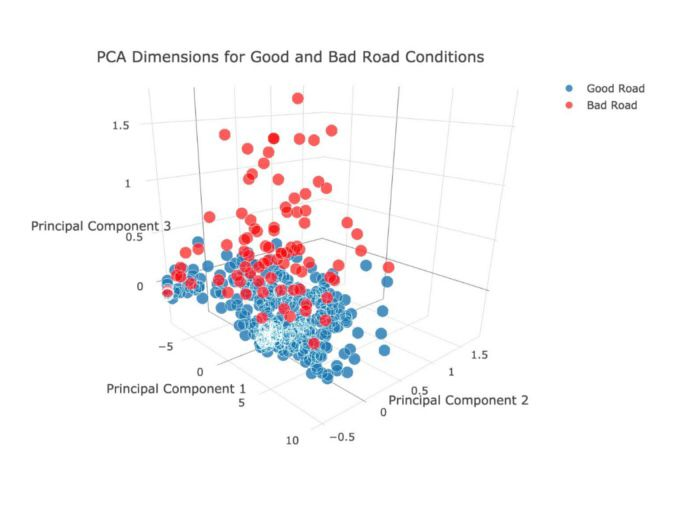 PCA Dimensions for Good and Bad Road Conditions
Good Road
Bad Road
1.5
1
Principal Component 3
0.5
0
−5
0
Principal Component 1
5
10
1.5
1
0.5
Principal Component 2
0
−0.5